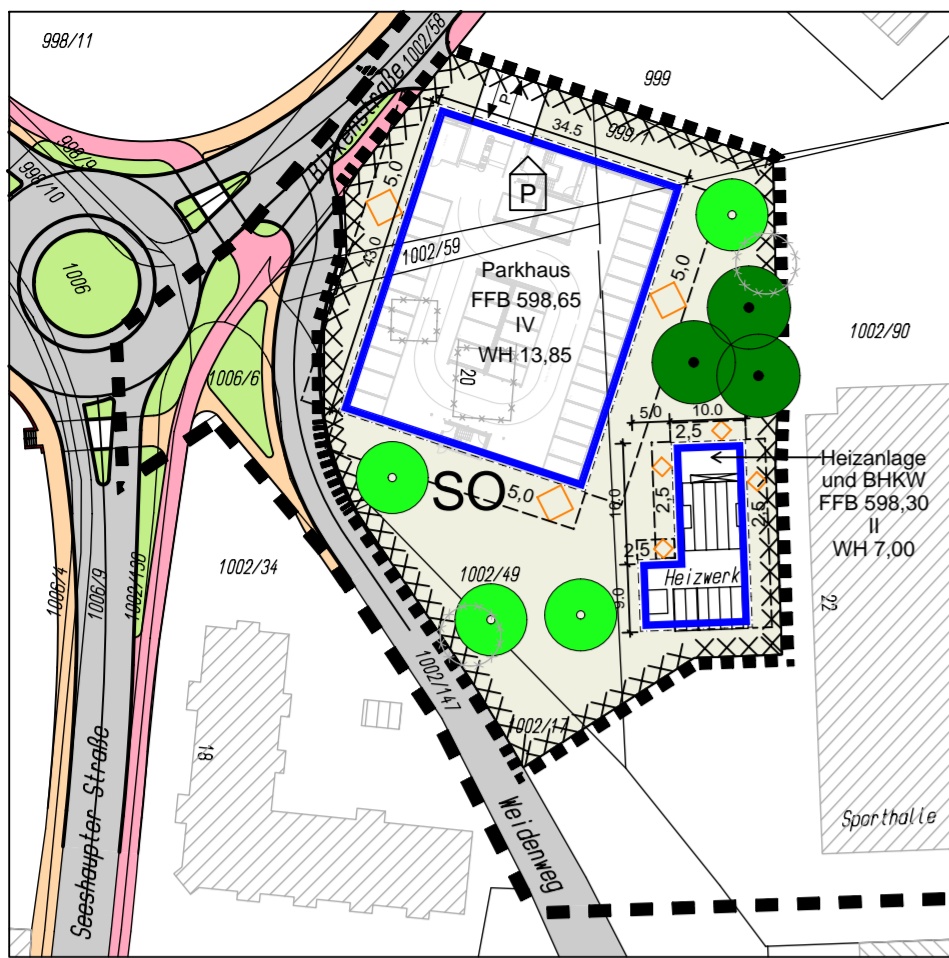 998/11
1002/58
999
Birkenstraße
P
34.5
999
998/9
998/10
5,0
43.0
1002/59
P
5,0
1006
Parkhaus
FFB 598,65
IV
WH 13,85
20
1002/90
1006/6
5,0
10.0
2,5
SO
5,0
Heizanlage
und BHKW
FFB 598,30
II
WH 7,00
10.0
2,5
2,5
2,5
Heizwerk
9.0
22
1002/34
1002/49
1006/4
1006/9
1002/130
1002/147
1002/17
18
Seeshaupter Straße
Weidenweg
Sporthalle